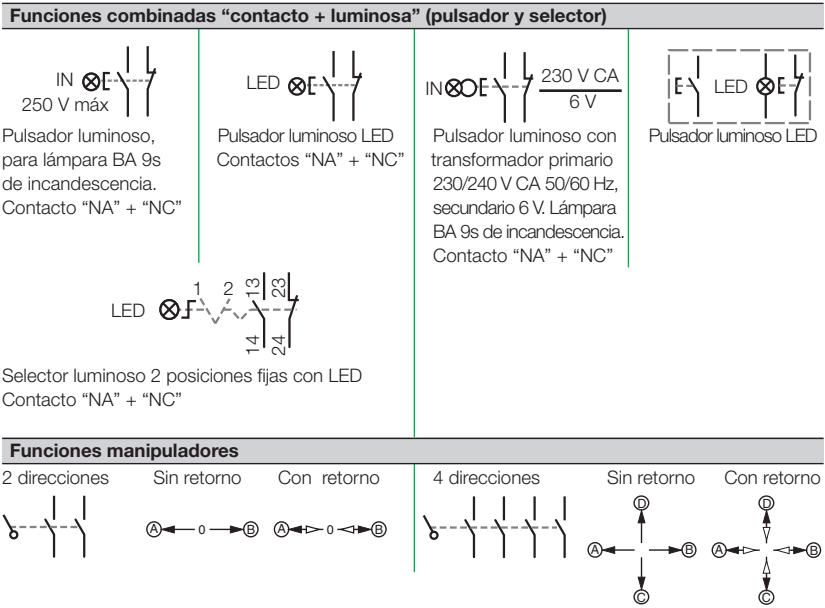 Funciones combinadas “contacto + luminosa” (pulsador y selector)
IN
250 V máx
Pulsador luminoso,
para lámpara BA 9s
de incandescencia.
Contacto “NA” + “NC”
LED
Pulsador luminoso LED
Contactos “NA” + “NC”
IN
230 V CA
6 V
Pulsador luminoso con
transformador primario
230/240 V CA 50/60 Hz,
secundario 6 V. Lámpara
BA 9s de incandescencia.
Contacto “NA” + “NC”
LED
Pulsador luminoso LED
LED
1 2 13 23
14 24
Selector luminoso 2 posiciones fijas con LED
Contacto “NA” + “NC”
Funciones manipuladores
2 direcciones Sin retorno Con retorno
A 0 B A 0 B
4 direcciones Sin retorno Con retorno
D D
A B A B
C C